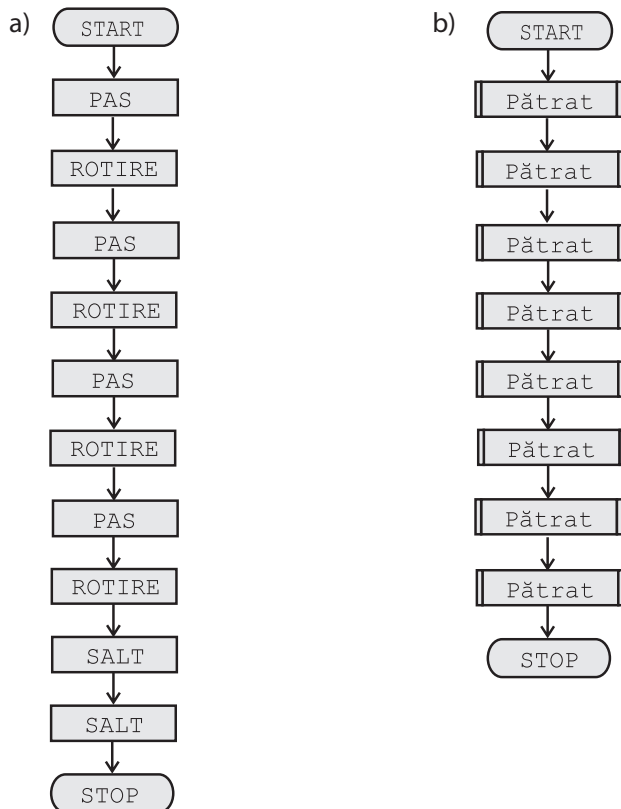 a)
START
PAS
ROTIRE
PAS
ROTIRE
PAS
ROTIRE
PAS
ROTIRE
SALT
SALT
STOP
b)
START
Pătrat
Pătrat
Pătrat
Pătrat
Pătrat
Pătrat
Pătrat
Pătrat
STOP